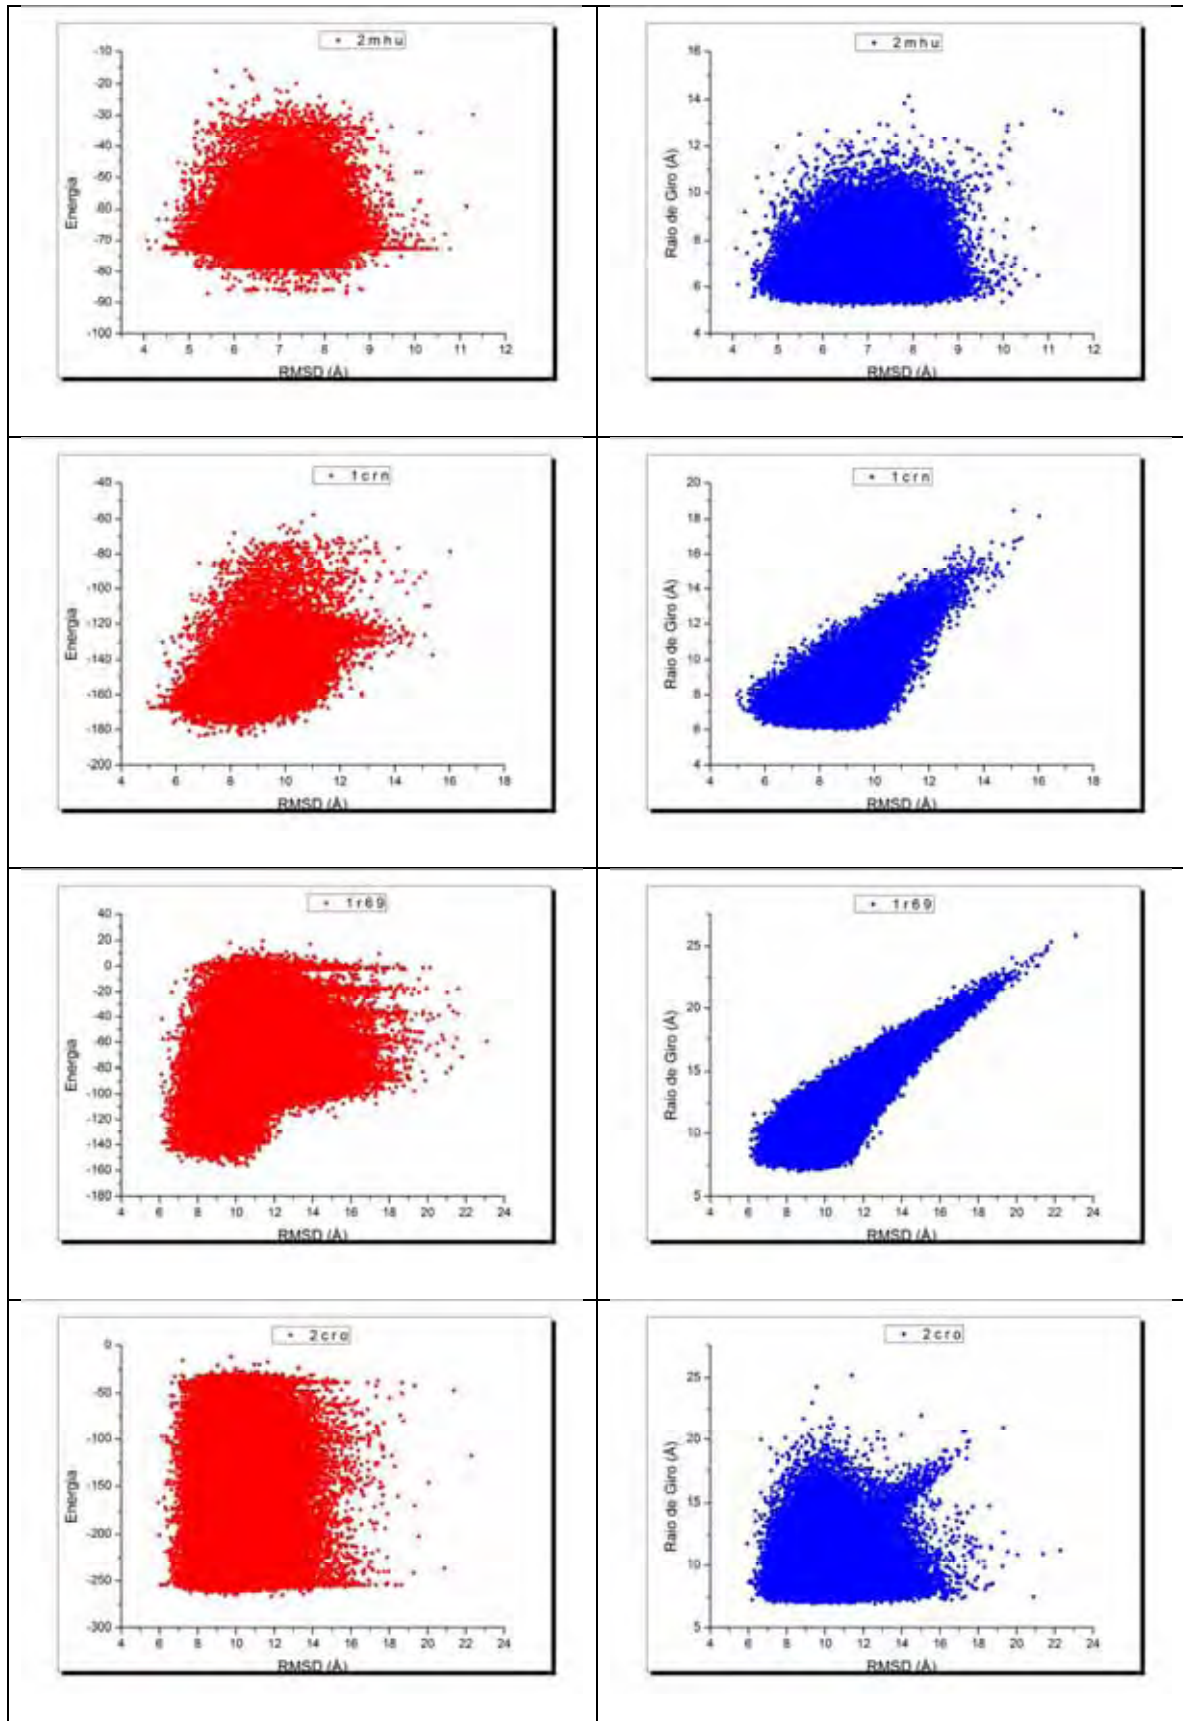 2mhu
-10
-20
-30
-40
-50
-60
-70
-80
-90
-100
Energia
4 5 6 7 8 9 10 11 12
RMSD (Å)
2mhu
16
14
12
10
8
6
4
Raio de Giro (Å)
4 5 6 7 8 9 10 11 12
RMSD (Å)
1crn
-40
-60
-80
-100
-120
-140
-160
-180
-200
Energia
4 6 8 10 12 14 16 18
RMSD (Å)
1crn
20
18
16
14
12
10
8
6
4
Raio de Giro (Å)
4 6 8 10 12 14 16 18
RMSD (Å)
1r69
40
20
0
-20
-40
-60
-80
-100
-120
-140
-160
-180
Energia
4 6 8 10 12 14 16 18 20 22 24
RMSD (Å)
1r69
25
20
15
10
5
Raio de Giro (Å)
4 6 8 10 12 14 16 18 20 22 24
RMSD (Å)
2cro
0
-50
-100
-150
-200
-250
-300
Energia
4 6 8 10 12 14 16 18 20 22 24
RMSD (Å)
2cro
25
20
15
10
5
Raio de Giro (Å)
4 6 8 10 12 14 16 18 20 22 24
RMSD (Å)